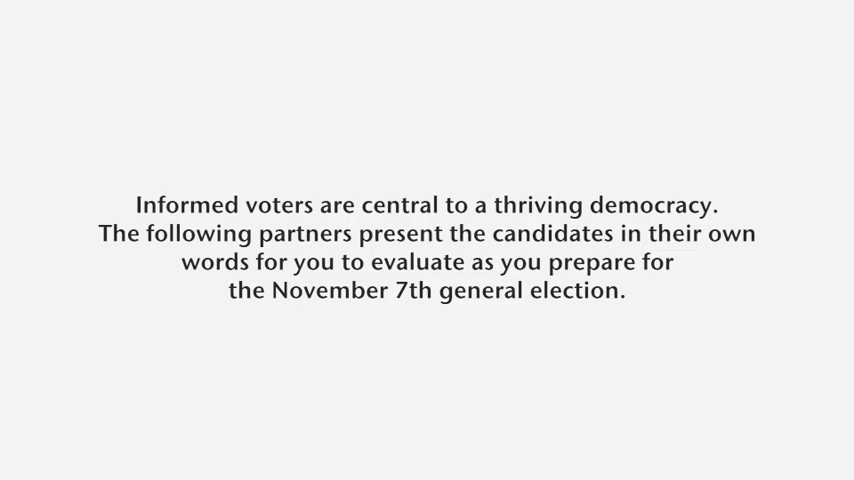 Informed voters are central to a thriving democracy.
The following partners present the candidates in their own
words for you to evaluate as you prepare for
the November 7th general election.